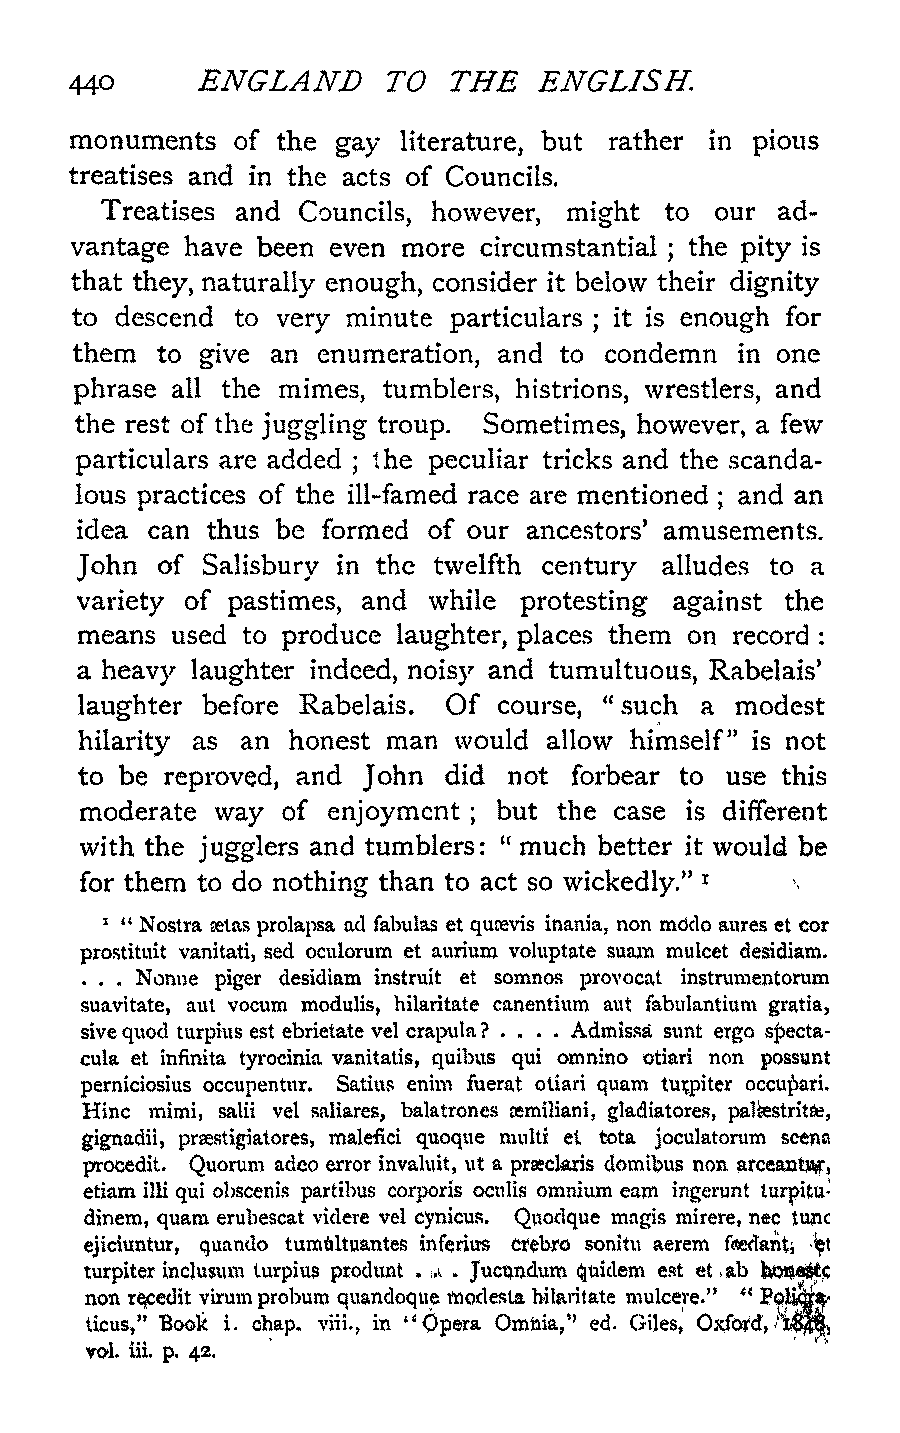 440 ENGLAND TO THE ENGLISH.
monuments of the gay literature, but rather in pious
treatises and in the acts of Councils.
Treatises and Councils, however, might to our ad-
vantage have been even more circumstantial ; the pity is
that they, naturally enough, consider it below their dignity
to descend to very minute particulars ; it is enough for
them to give an enumeration, and to condemn in one
phrase all the mimes, tumblers, histrions, wrestlers, and
the rest of the juggling troup. Sometimes, however, a few
particulars are added ; the peculiar tricks and the scanda-
lous practices of the ill-famed race are mentioned ; and an
idea can thus be formed of our ancestors' amusements.
John of Salisbury in the twelfth century alludes to a
variety of pastimes, and while protesting against the
means used to produce laughter, places them on record :
a heavy laughter indeed, noisy and tumultuous, Rabelais'
laughter before Rabelais. Of course, "such a modest
hilarity as an honest man would allow himself" is not
to be reproved, and John did not forbear to use this
moderate way of enjoyment ; but the case is different
with the jugglers and tumblers: "much better it would be
for them to do nothing than to act so wickedly." ¹
¹ "Nostra ætas prolapsa ad fabulas et quævis inania, non modo aures et cor
prostituit vanitati, sed oculorum et aurium voluptate suam mulcet desidiam.
. . . Nonne piger desidiam instruit et somnos provocat instrumentorum
suavitate, aut vocum modulis, hilaritate canentium aut fabulantium gratia,
sive quod turpius est ebrietate vel crapula? . . . . Admissa sunt ergo specta-
cula et infinita tyrocinia vanitatis, quibus qui omnino otiari non possunt
perniciosius occupentur. Satius enim fuerat otiari quam turpiter occupari.
Hinc mimi, salii vel saliares, balatrones æmiliani, gladiatores, palæstritæ,
gignadii, præstigiatores, malefici quoque multi et tota joculatorum scena
procedit. Quorum adeo error invaluit, ut a præclaris domibus non arceantur,
etiam illi qui obscenis partibus corporis oculis omnium eam ingerunt turpitu-
dinem, quam erubescat videre vel cynicus. Quodque magis mirere, nec tunc
ejiciuntur, quando tumultuantes inferius crebro sonitu aerem fœdant, et
turpiter inclusum turpius produnt . . . Jucundum quidem est et ab honesto
non recedit virum probum quandoque modesta hilaritate mulcere." "Policra-
ticus," Book i. chap. viii., in "Opera Omnia," ed. Giles, Oxford, 1848,
vol. iii. p. 42.